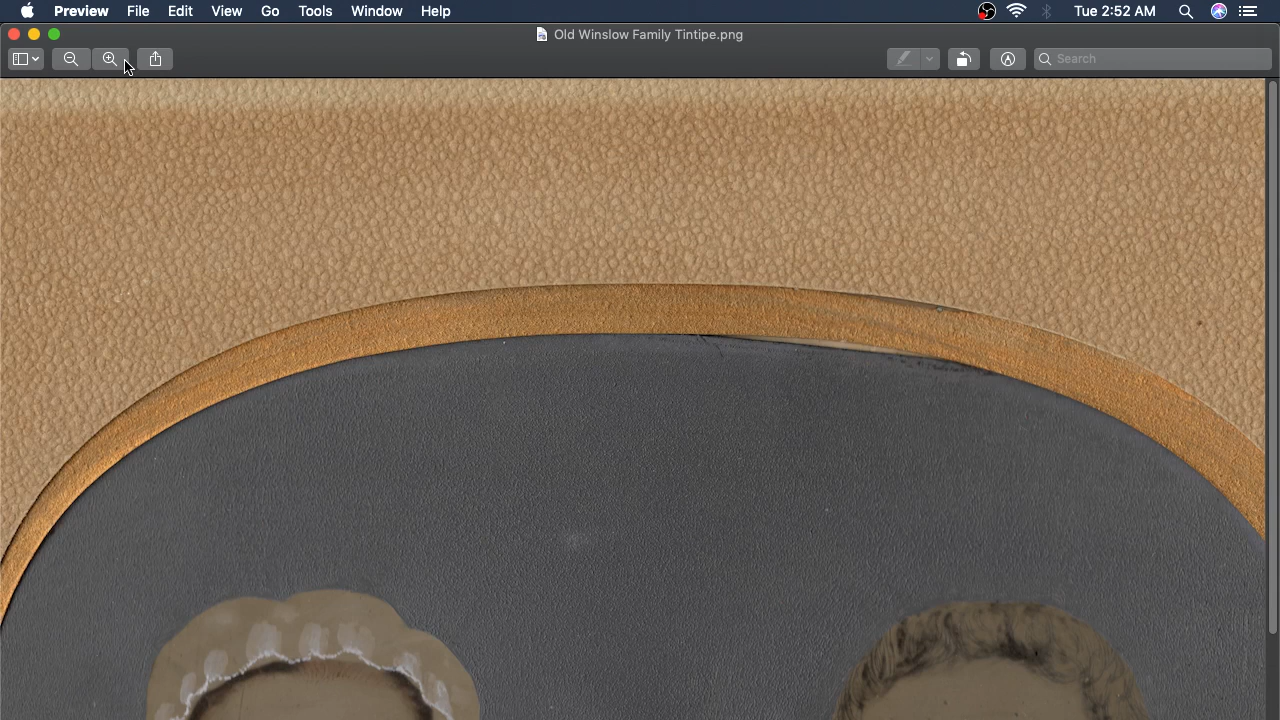 Preview File Edit View Go Tools Window Help Tue 2:52 AM
Old Winslow Family Tintipe.png
Search